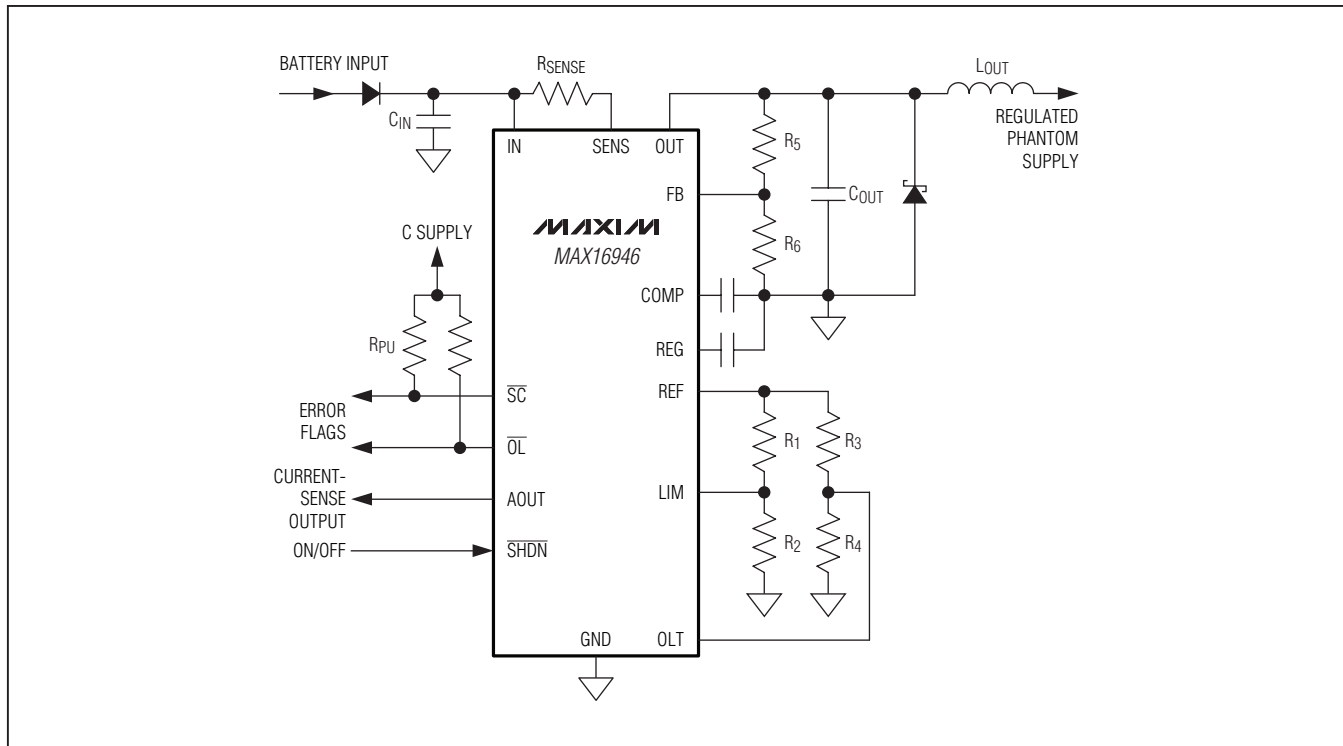 BATTERY INPUT
RSENSE
LOUT
CIN
REGULATED
PHANTOM
SUPPLY
IN
SENS
OUT
R5
FB
COUT
MAXIM
MAX16946
R6
C SUPPLY
COMP
RPU
REG
SC
REF
ERROR
FLAGS
R1
R3
OL
CURRENT-
SENSE
OUTPUT
AOUT
LIM
R2
R4
ON/OFF
SHDN
GND
OLT